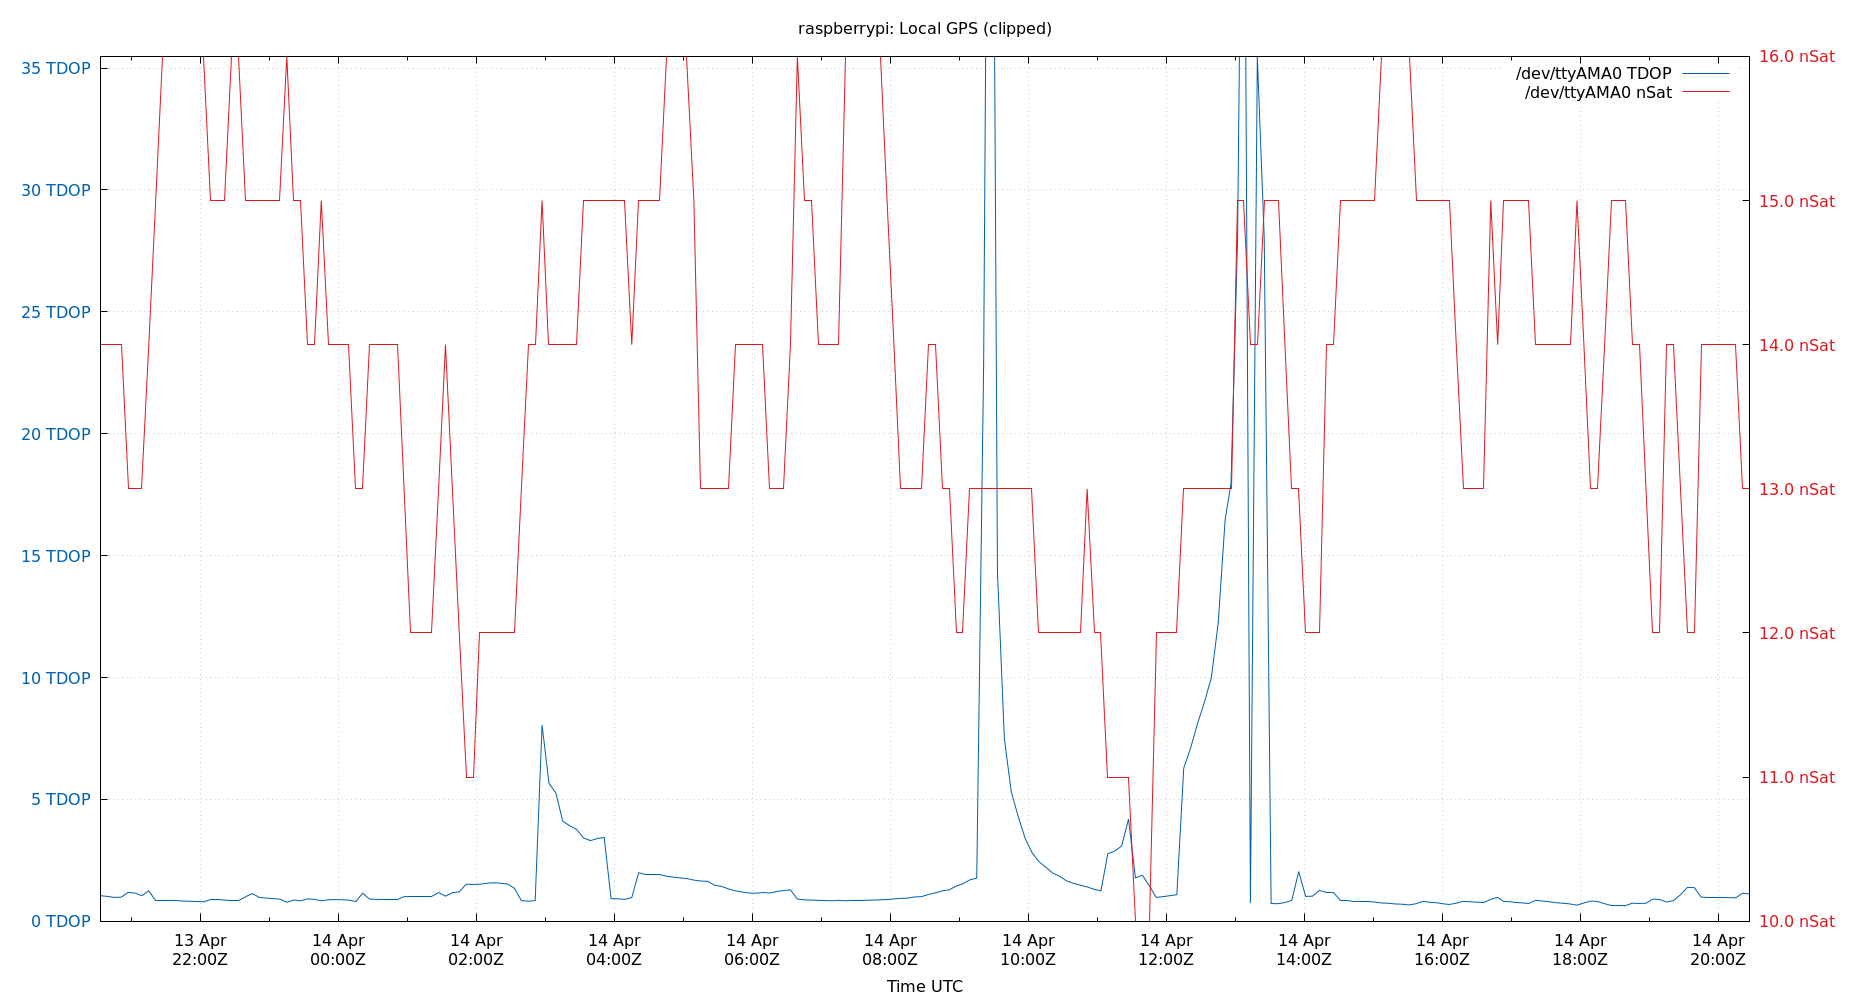 raspberrypi: Local GPS (clipped)
/dev/ttyAMA0 TDOP
/dev/ttyAMA0 nSat
35 TDOP
30 TDOP
25 TDOP
20 TDOP
15 TDOP
10 TDOP
5 TDOP
0 TDOP
16.0 nSat
15.0 nSat
14.0 nSat
13.0 nSat
12.0 nSat
11.0 nSat
10.0 nSat
13 Apr
22:00Z
14 Apr
00:00Z
14 Apr
02:00Z
14 Apr
04:00Z
14 Apr
06:00Z
14 Apr
08:00Z
14 Apr
10:00Z
14 Apr
12:00Z
14 Apr
14:00Z
14 Apr
16:00Z
14 Apr
18:00Z
14 Apr
20:00Z
Time UTC